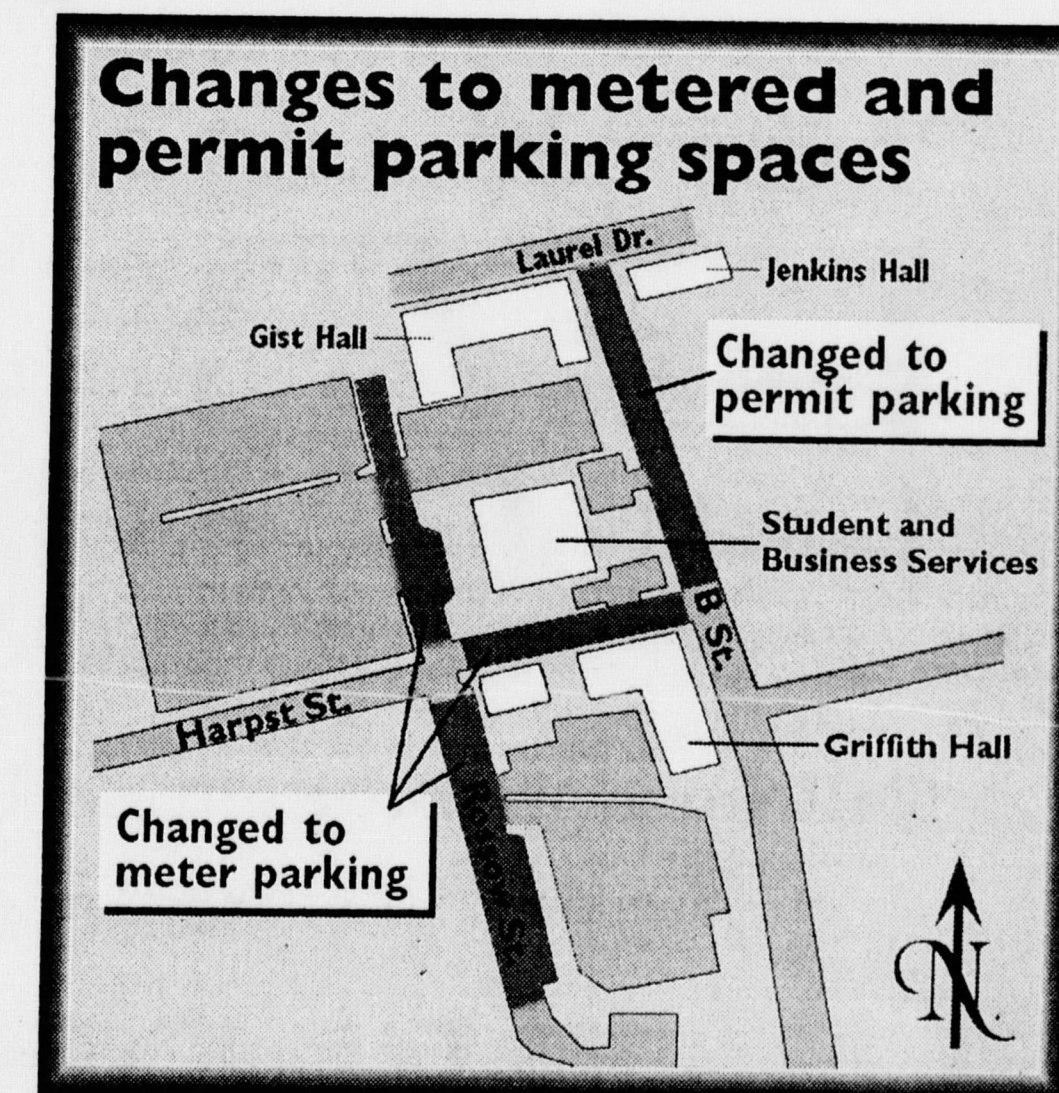 Changes to metered and
permit parking spaces
Laurel Dr.
Jenkins Hall
Gist Hall
Changed to
permit parking
Student and
Business Services
B St.
Harpst St.
Griffith Hall
Changed to
meter parking
Rossow St.
N